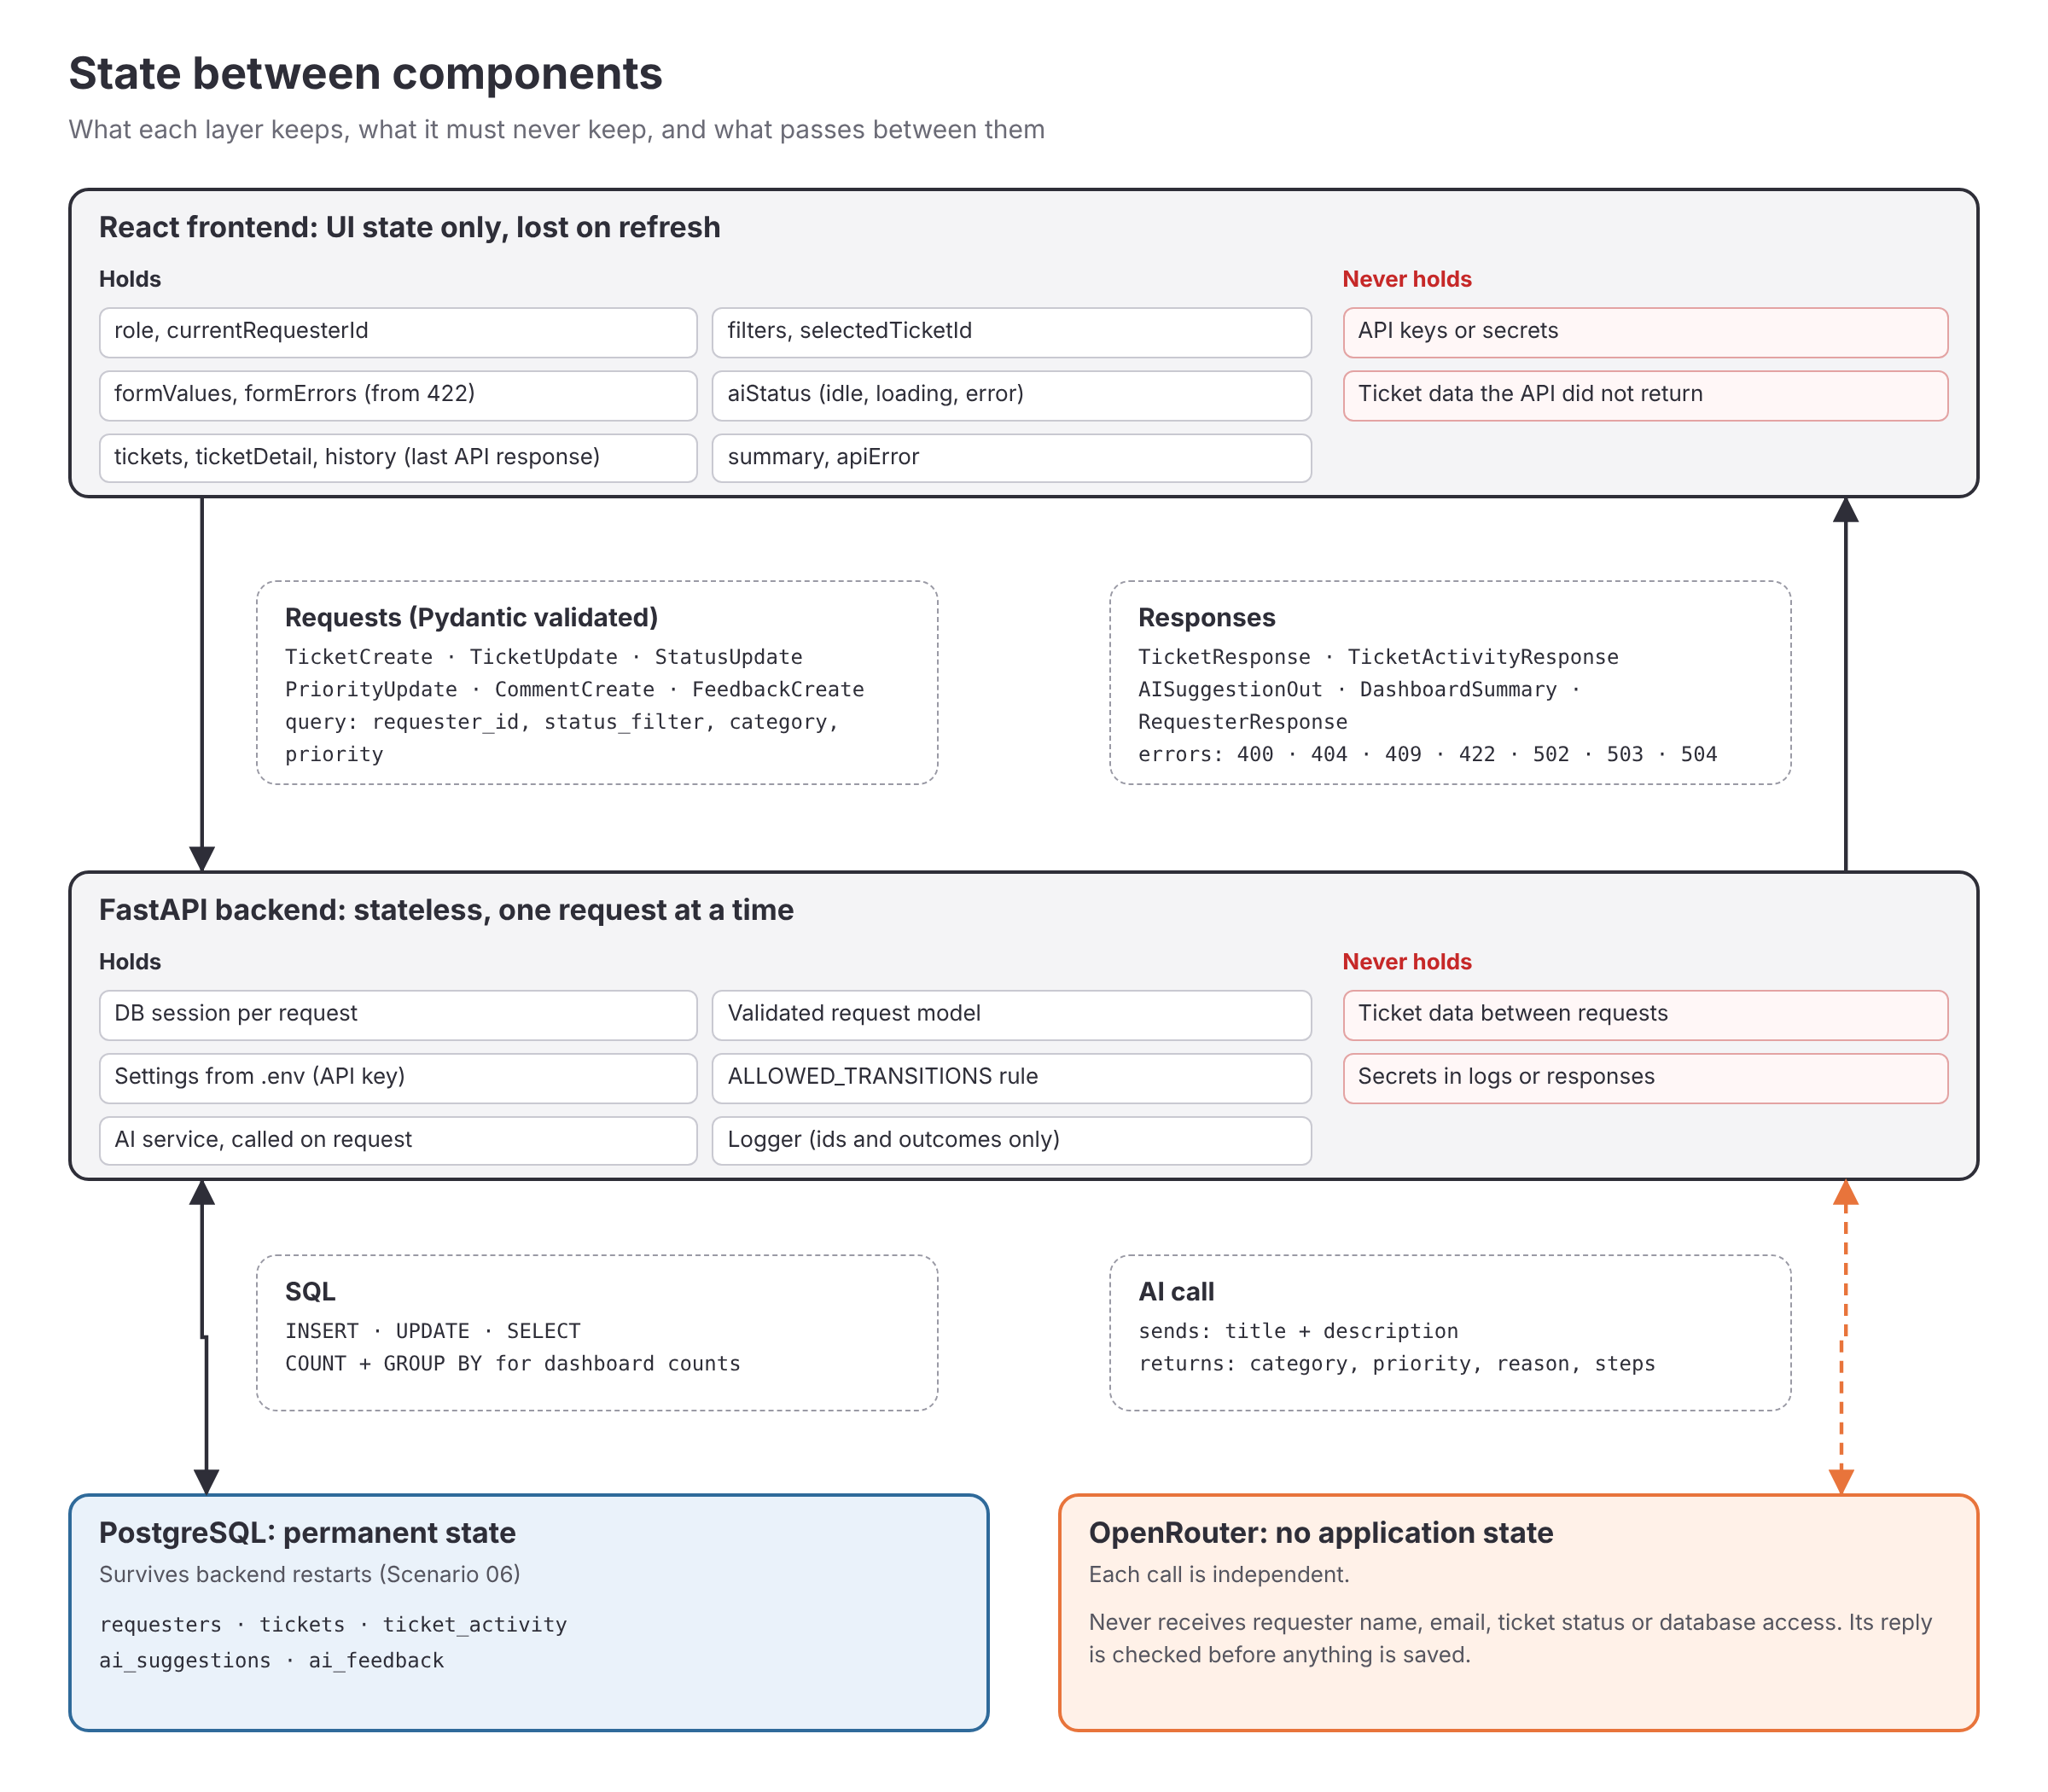 State between components
What each layer keeps, what it must never keep, and what passes between them
React frontend: UI state only, lost on refresh
Holds
Never holds
role, currentRequesterId
filters, selectedTicketId
API keys or secrets
formValues, formErrors (from 422)
aiStatus (idle, loading, error)
Ticket data the API did not return
tickets, ticketDetail, history (last API response)
summary, apiError
Requests (Pydantic validated)
TicketCreate · TicketUpdate · StatusUpdate
PriorityUpdate · CommentCreate · FeedbackCreate
query: requester_id, status_filter, category,
priority
Responses
TicketResponse · TicketActivityResponse
AISuggestionOut · DashboardSummary ·
RequesterResponse
errors: 400 · 404 · 409 · 422 · 502 · 503 · 504
FastAPI backend: stateless, one request at a time
Holds
Never holds
DB session per request
Validated request model
Ticket data between requests
Settings from .env (API key)
ALLOWED_TRANSITIONS rule
Secrets in logs or responses
AI service, called on request
Logger (ids and outcomes only)
SQL
INSERT · UPDATE · SELECT
COUNT + GROUP BY for dashboard counts
AI call
sends: title + description
returns: category, priority, reason, steps
PostgreSQL: permanent state
Survives backend restarts (Scenario 06)
requesters · tickets · ticket_activity
ai_suggestions · ai_feedback
OpenRouter: no application state
Each call is independent.
Never receives requester name, email, ticket status or database access. Its reply
is checked before anything is saved.